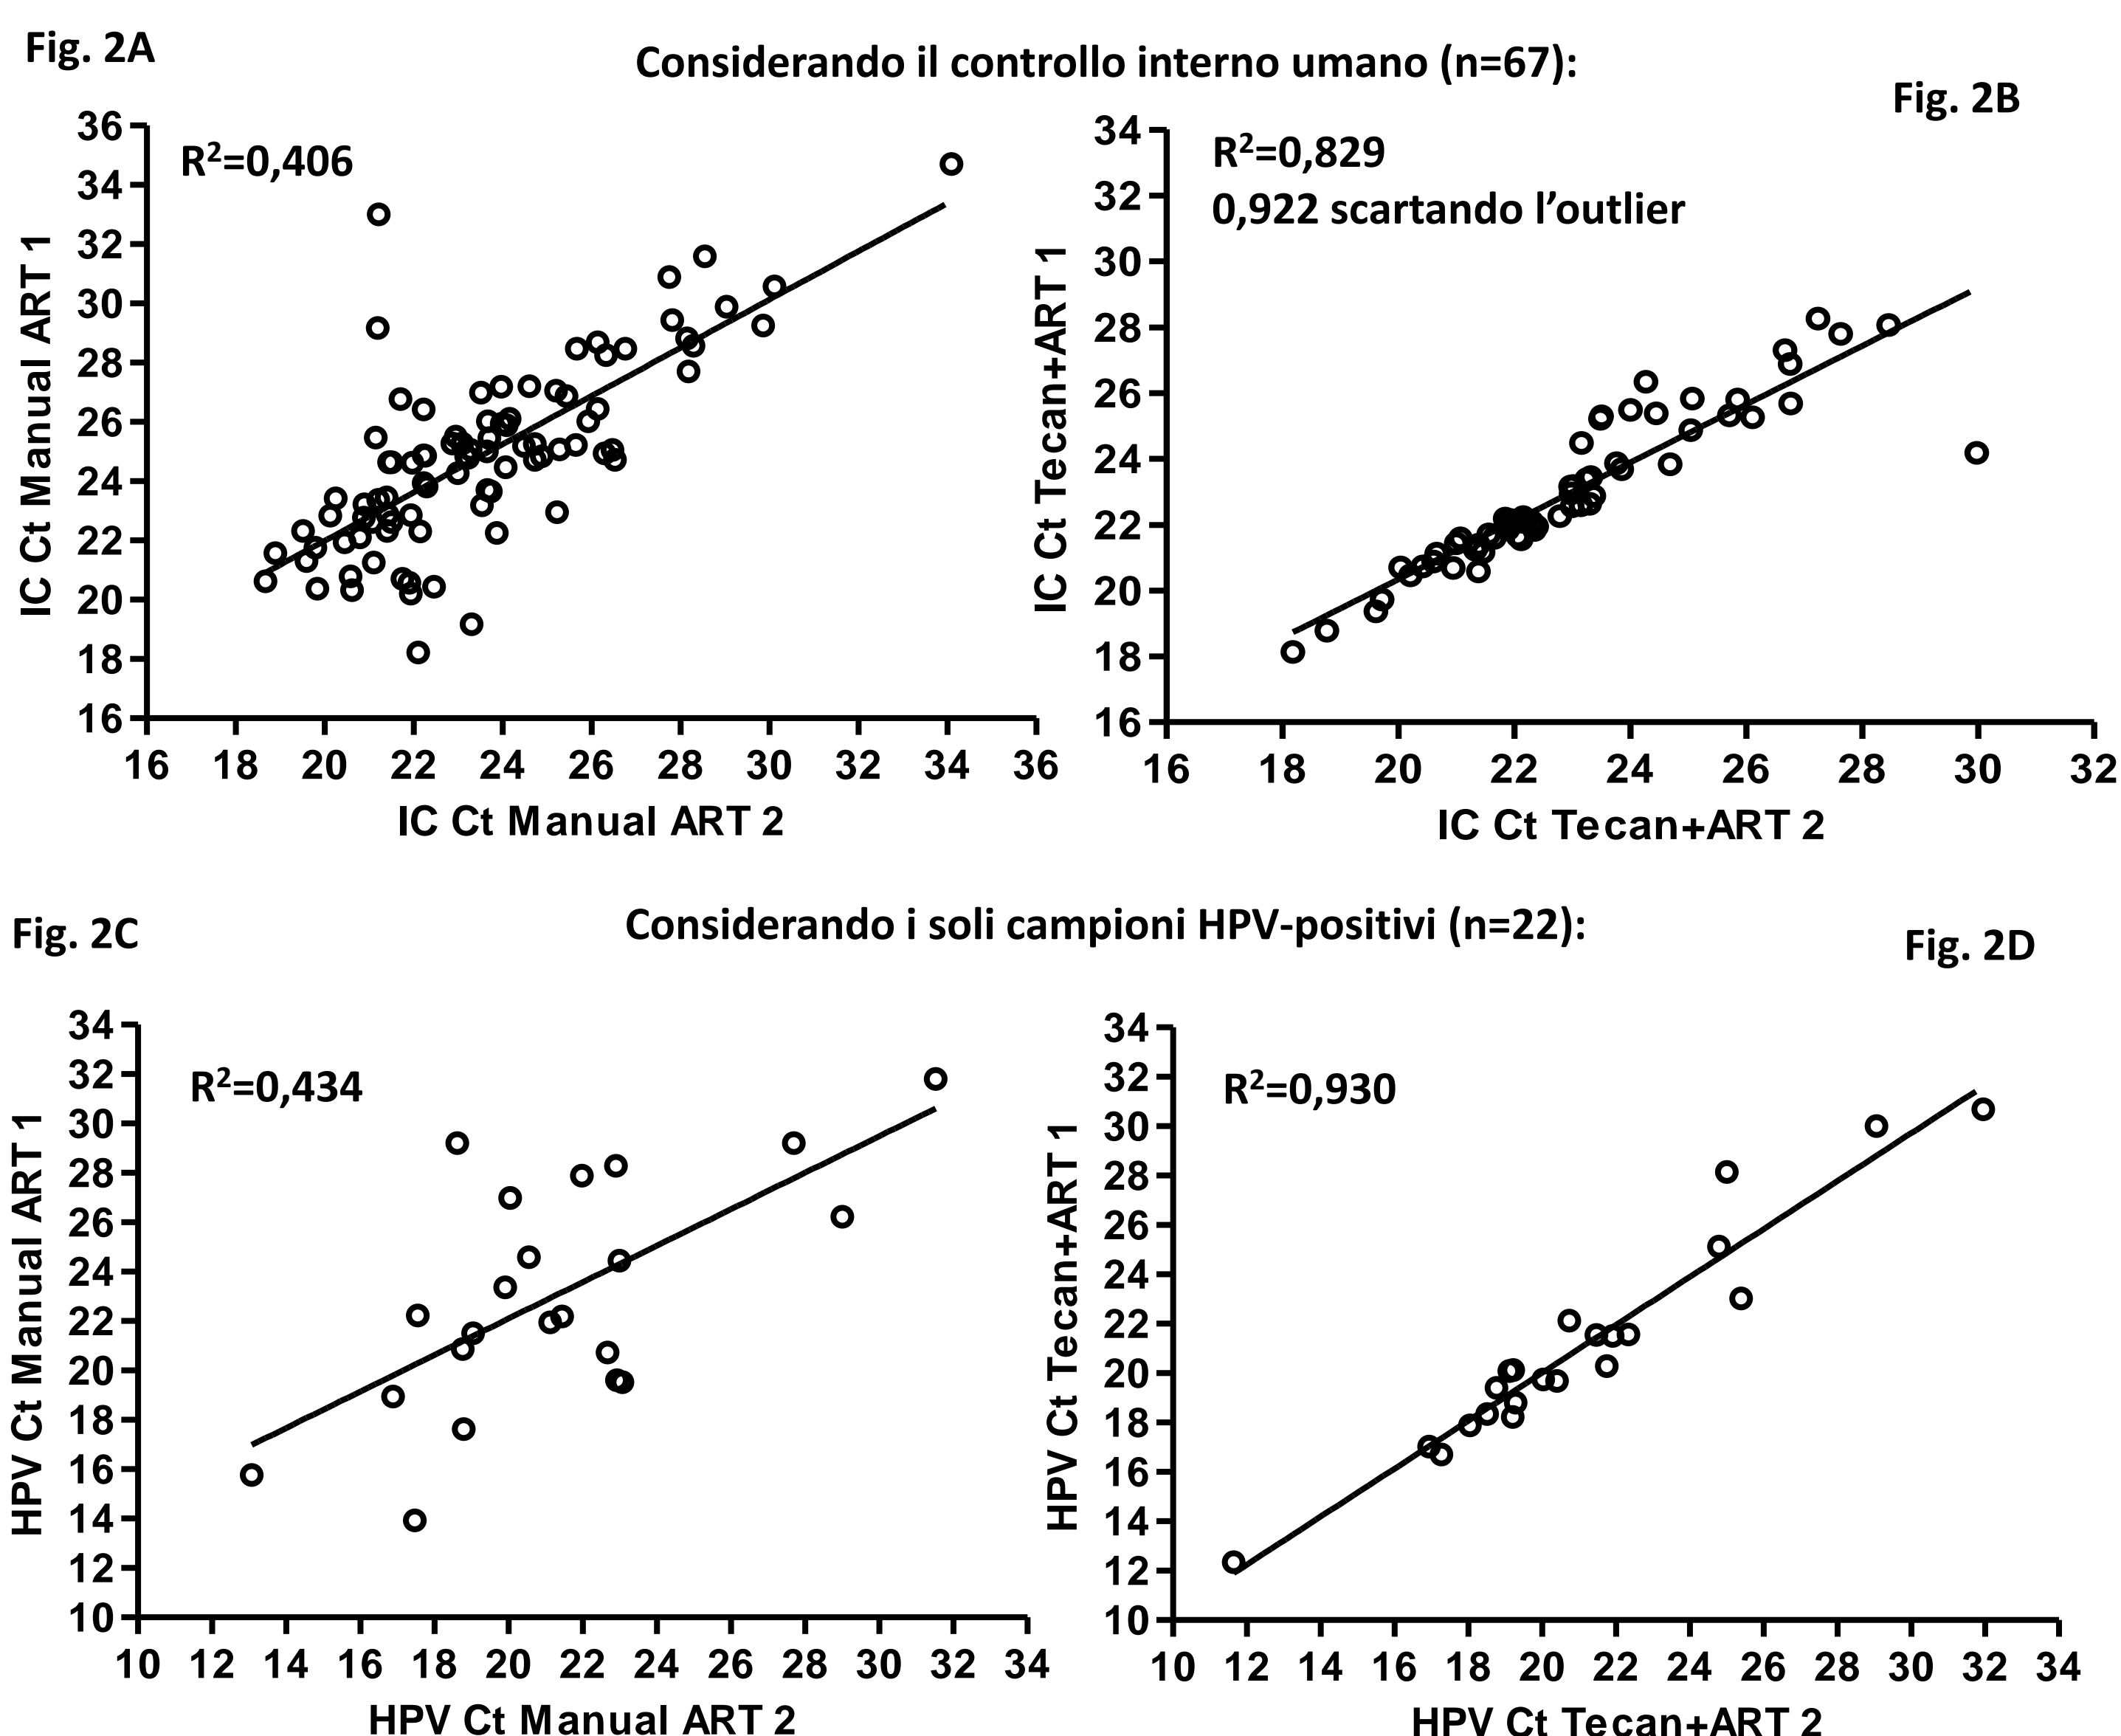 Fig. 2A
Considerando il controllo interno umano (n=67):
Fig. 2B
R²=0,406
IC Ct Manual ART 1
36
34
32
30
28
26
24
22
20
18
16
16 18 20 22 24 26 28 30 32 34 36
IC Ct Manual ART 2
R²=0,829
0,922 scartando l’outlier
IC Ct Tecan+ART 1
34
32
30
28
26
24
22
20
18
16
16 18 20 22 24 26 28 30 32
IC Ct Tecan+ART 2
Fig. 2C
Considerando i soli campioni HPV-positivi (n=22):
Fig. 2D
R²=0,434
HPV Ct Manual ART 1
34
32
30
28
26
24
22
20
18
16
14
12
10
10 12 14 16 18 20 22 24 26 28 30 32 34
HPV Ct Manual ART 2
R²=0,930
HPV Ct Tecan+ART 1
34
32
30
28
26
24
22
20
18
16
14
12
10
10 12 14 16 18 20 22 24 26 28 30 32 34
HPV Ct Tecan+ART 2